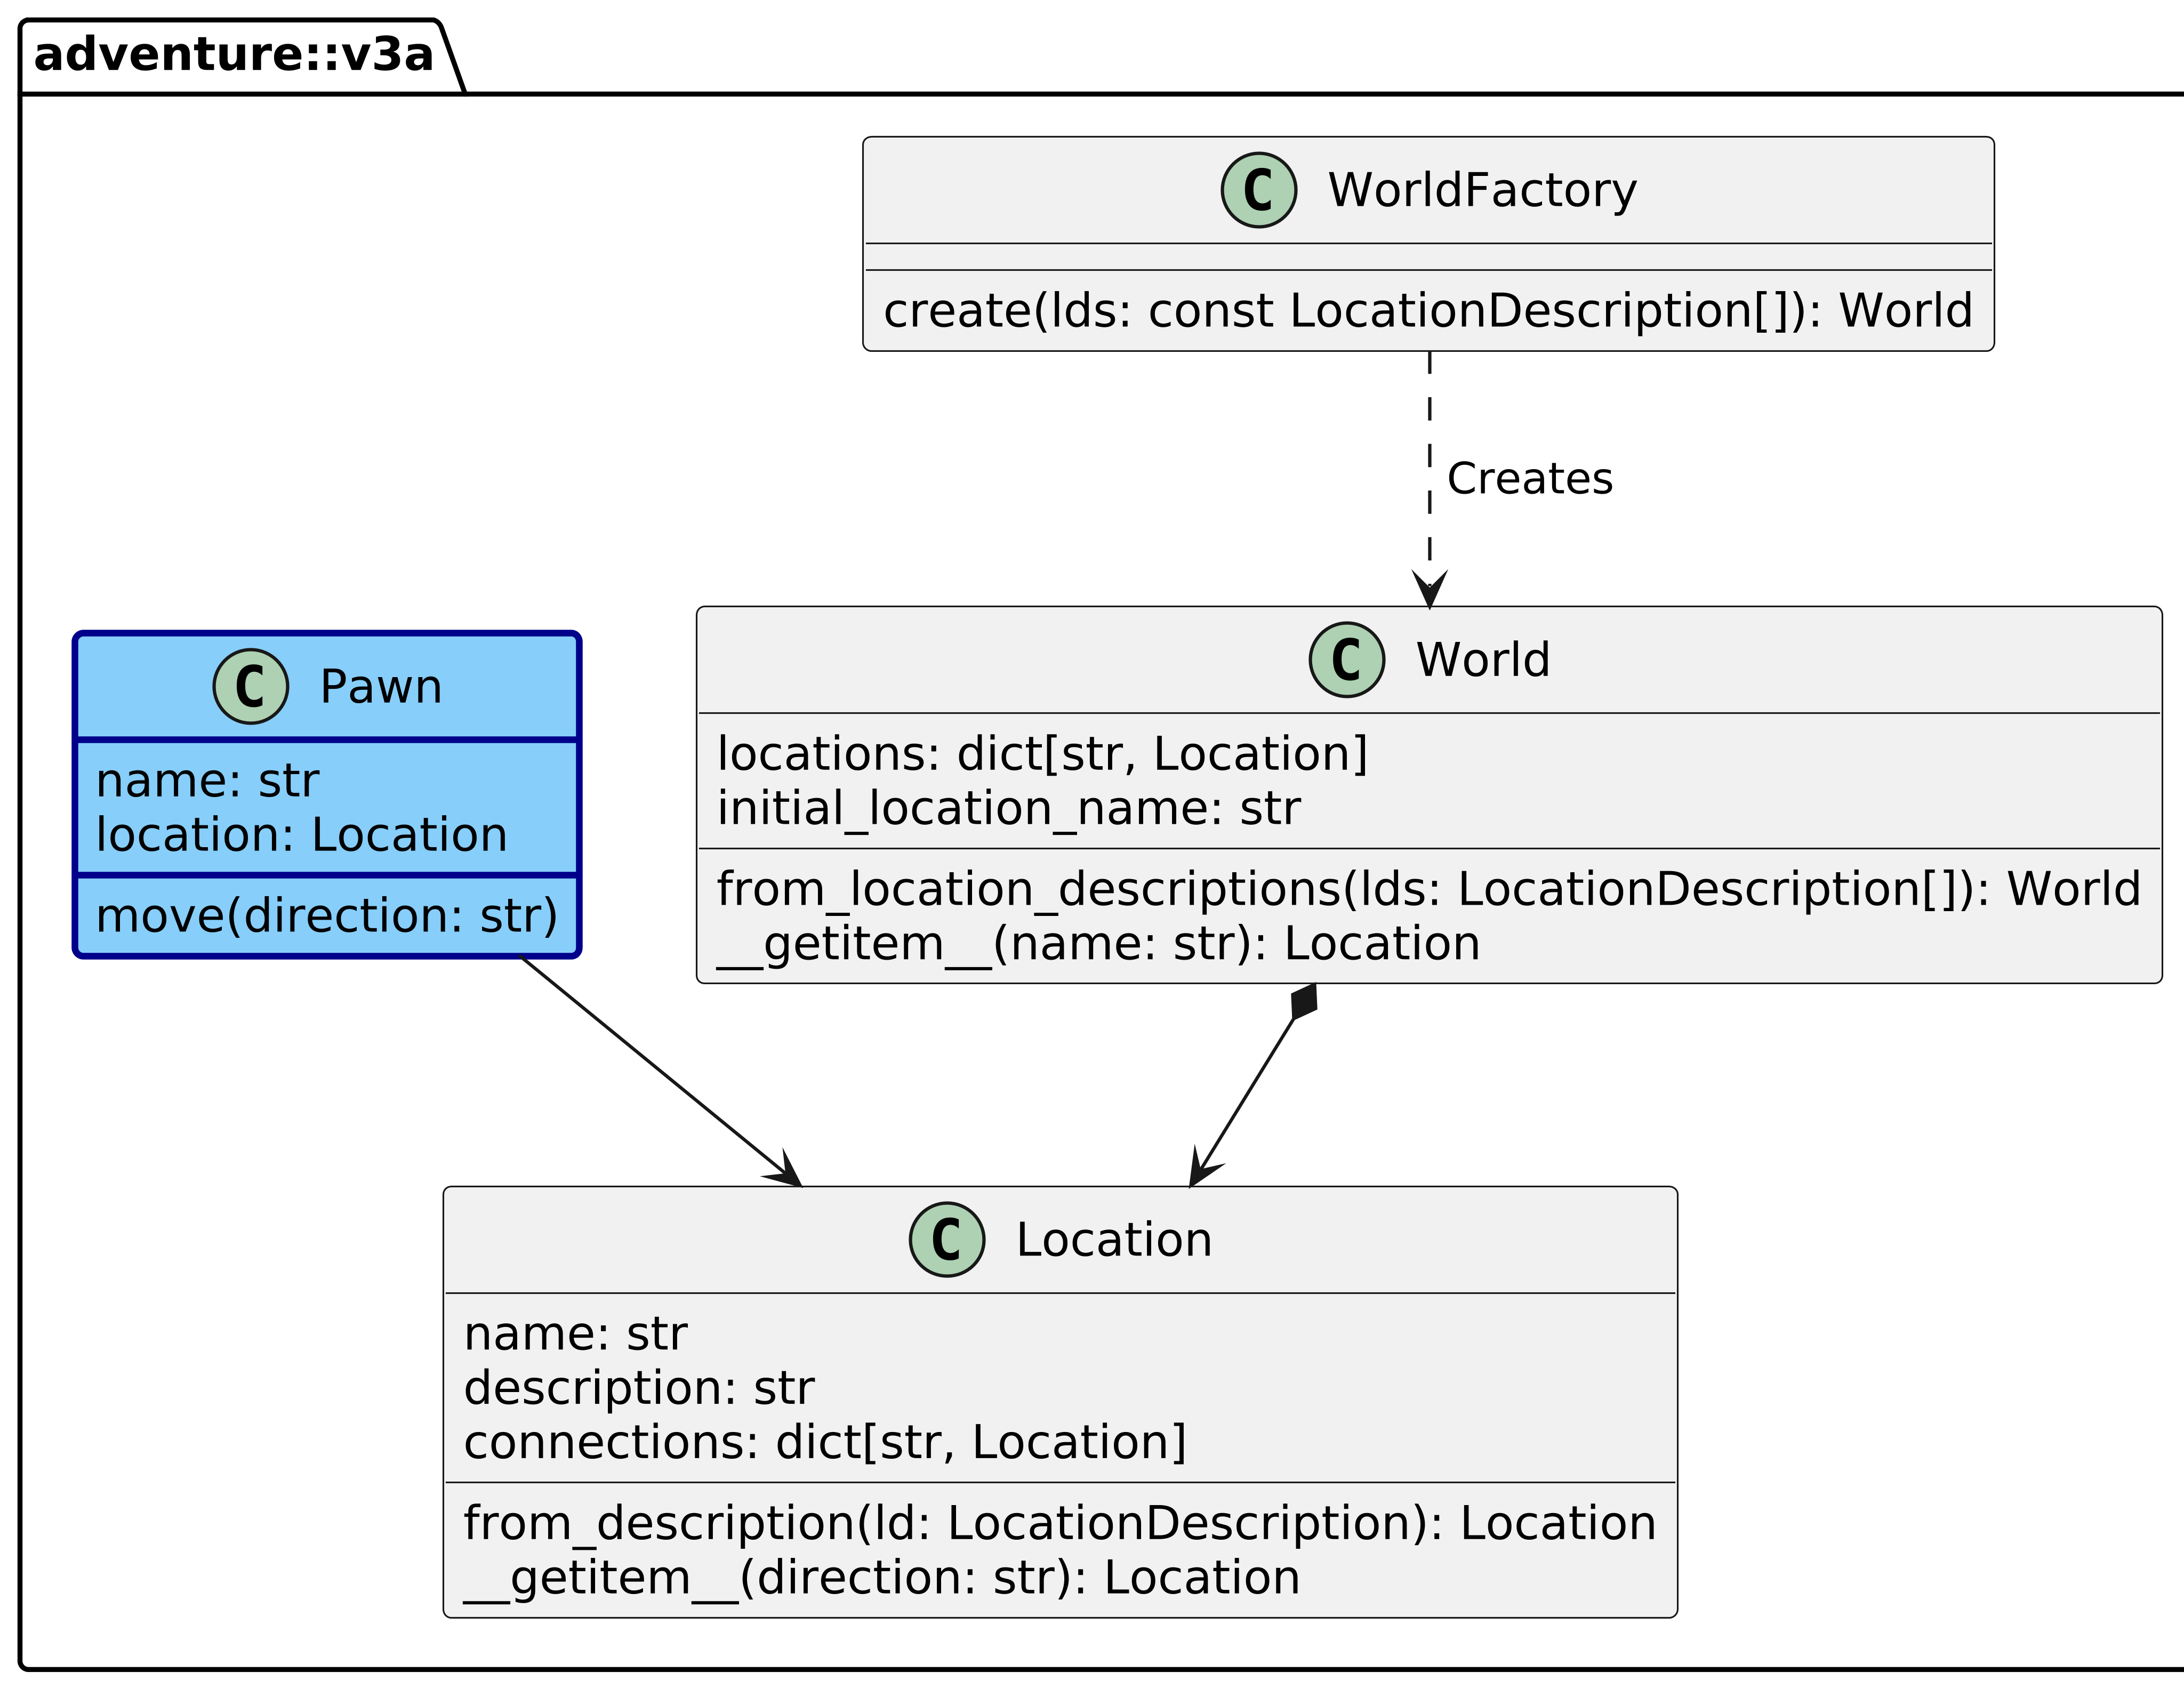 adventure::v3a
C WorldFactory
create(lds: const LocationDescription[]): World
Creates
C Pawn
name: str
location: Location
move(direction: str)
C World
locations: dict[str, Location]
initial_location_name: str
from_location_descriptions(lds: LocationDescription[]): World
__getitem__(name: str): Location
C Location
name: str
description: str
connections: dict[str, Location]
from_description(ld: LocationDescription): Location
__getitem__(direction: str): Location